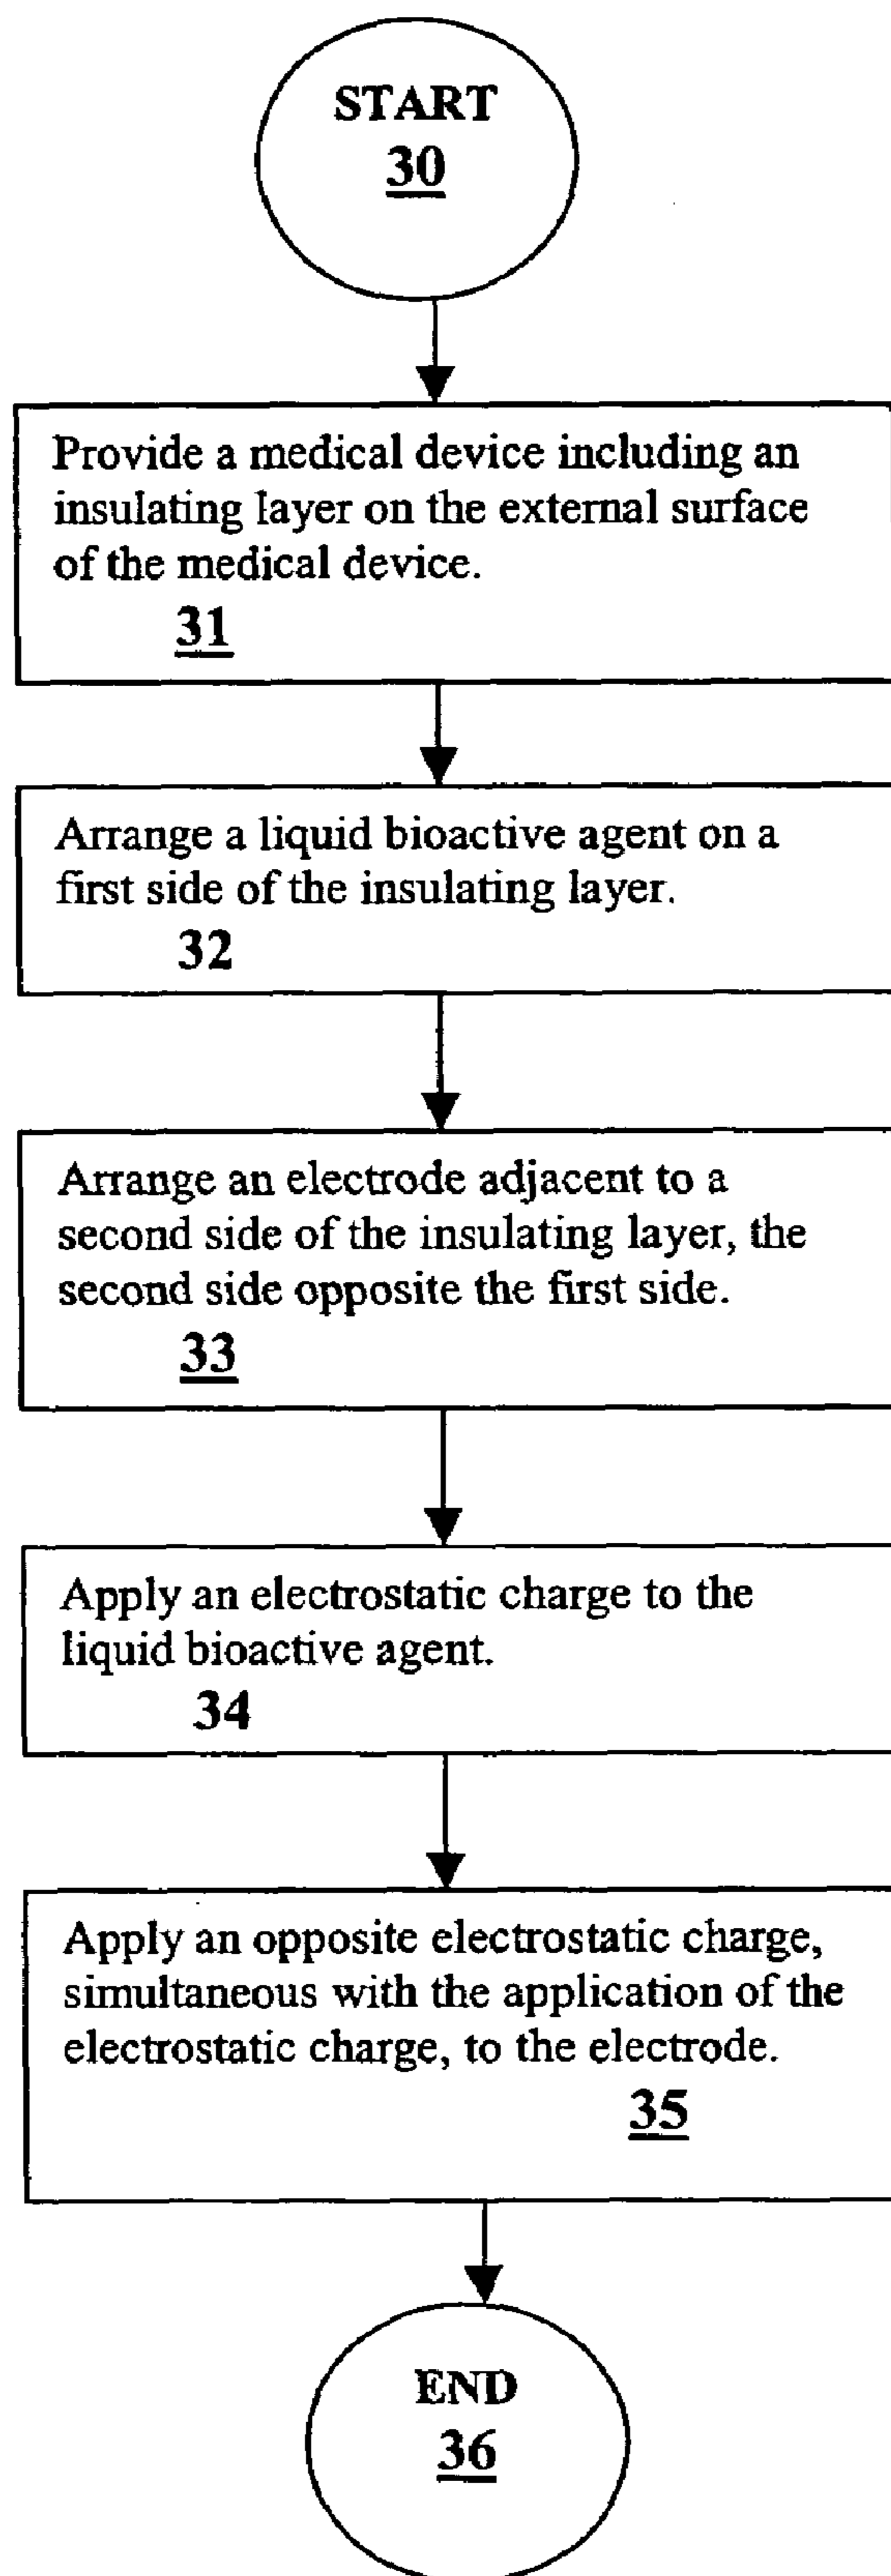 START
30
Provide a medical device including an
insulating layer on the external surface
of the medical device.
31
Arrange a liquid bioactive agent on a
first side of the insulating layer.
32
Arrange an electrode adjacent to a
second side of the insulating layer, the
second side opposite the first side.
33
Apply an electrostatic charge to the
liquid bioactive agent.
34
Apply an opposite electrostatic charge,
simultaneous with the application of the
electrostatic charge, to the electrode.
35
END
36